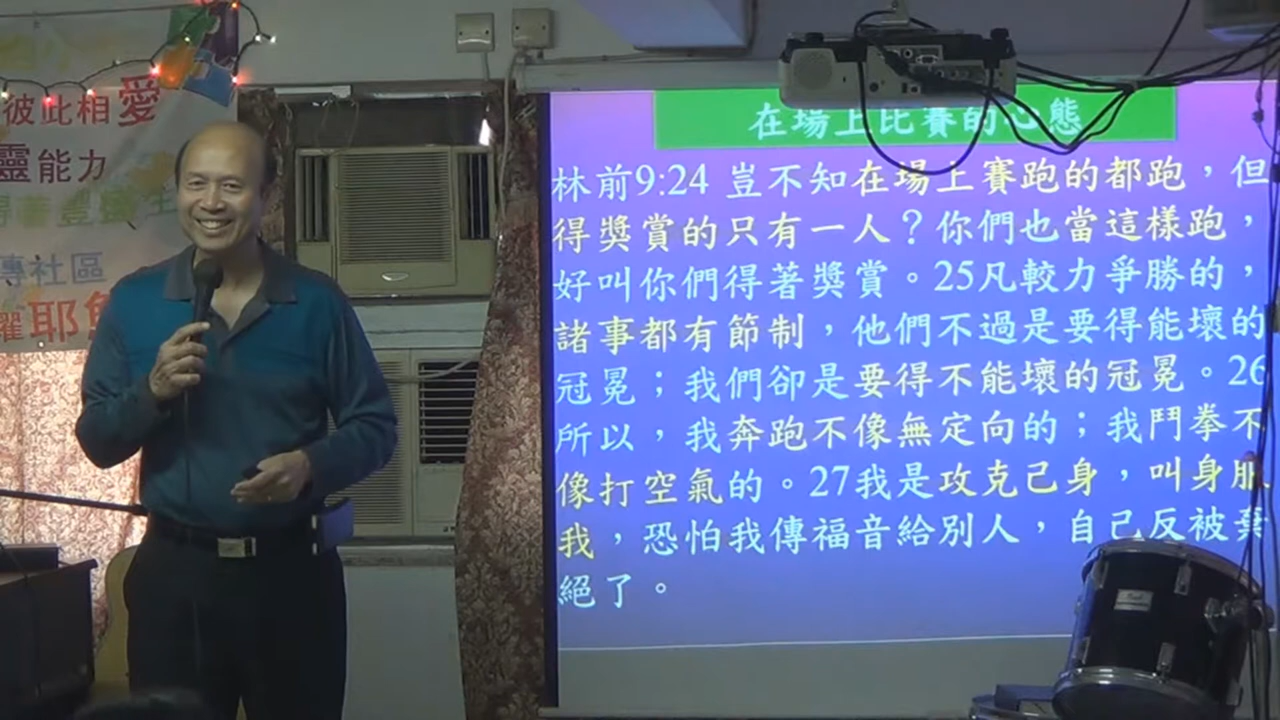 彼此相愛
靈能力
傳社區
耶
在場上比賽的心態
林前9:24 豈不知在場上賽跑的都跑，但
得獎賞的只有一人？你們也當這樣跑，
好叫你們得著獎賞。25凡較力爭勝的，
諸事都有節制，他們不過是要得能壞的
冠冕；我們卻是要得不能壞的冠冕。26
所以，我奔跑不像無定向的；我鬥拳不
像打空氣的。27我是攻克己身，叫身服
我，恐怕我傳福音給別人，自己反被棄
絕了。